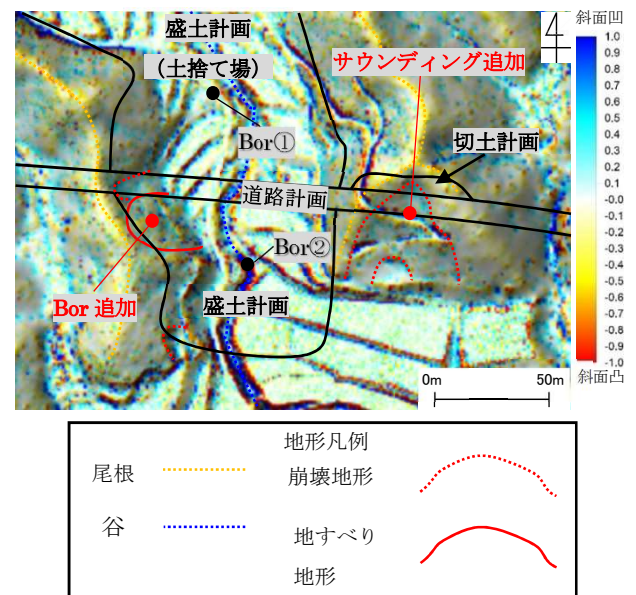 盛土計画
(土捨て場)
サウンディング追加
Bor①
切土計画
道路計画
Bor②
Bor 追加
盛土計画
0m
50m
斜面凹
1.0
0.9
0.8
0.7
0.6
0.5
0.4
0.3
0.2
0.1
0.0
-0.1
-0.2
-0.3
-0.4
-0.5
-0.6
-0.7
-0.8
-0.9
-1.0
斜面凸
地形凡例
尾根
崩壊地形
谷
地すべり
地形